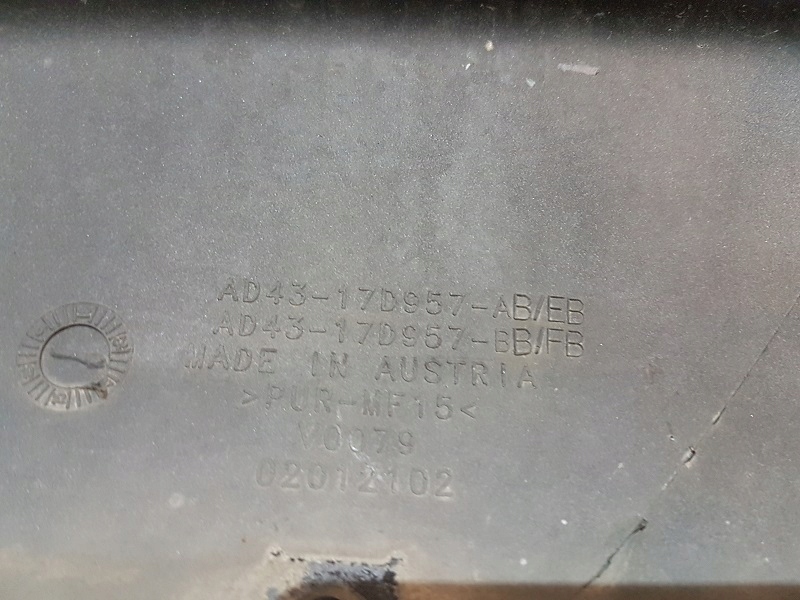 AD43-17D957-AB/EB
AD43-17D957-BB/FB
MADE IN AUSTRIA
>PUR-MF15<
V0079
02012102